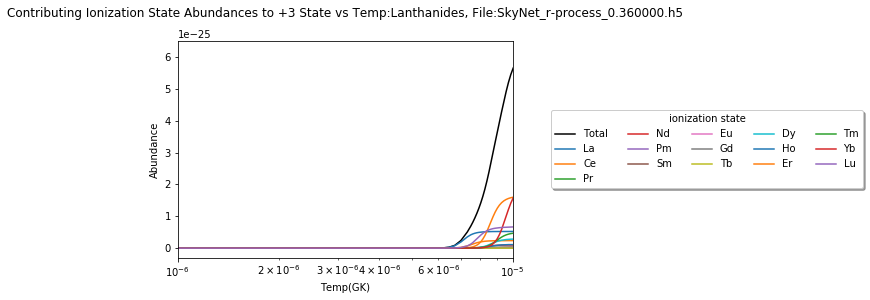 Contributing Ionization State Abundances to +3 State vs Temp:Lanthanides, File:SkyNet_r-process_0.360000.h5
1e−25
6
5
4
3
2
1
0
Abundance
10⁻⁶
2 × 10⁻⁶
3 × 10⁻⁶
4 × 10⁻⁶
6 × 10⁻⁶
10⁻⁵
Temp(GK)
ionization state
Total Nd Eu Dy Tm
La Pm Gd Ho Yb
Ce Sm Tb Er Lu
Pr